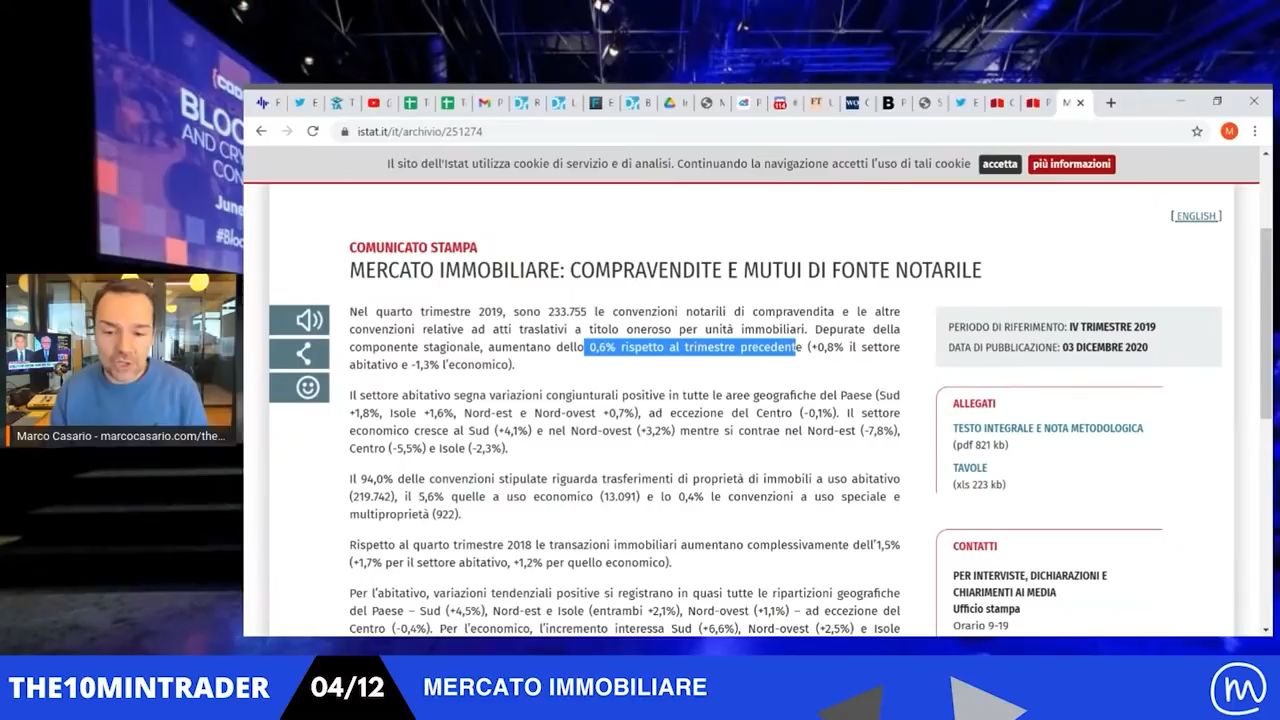 BLOC
AND CRY
CON
June
#Bloc
istat.it/it/archivio/251274
Il sito dell'Istat utilizza cookie di servizio e di analisi. Continuando la navigazione accetti l'uso di tali cookie
accetta
più informazioni
[ ENGLISH ]
COMUNICATO STAMPA
MERCATO IMMOBILIARE: COMPRAVENDITE E MUTUI DI FONTE NOTARILE
Nel quarto trimestre 2019, sono 233.755 le convenzioni notarili di compravendita e le altre
convenzioni relative ad atti traslativi a titolo oneroso per unità immobiliari. Depurate della
componente stagionale, aumentano dello 0,6% rispetto al trimestre precedente (+0,8% il settore
abitativo e -1,3% l'economico).
Il settore abitativo segna variazioni congiunturali positive in tutte le aree geografiche del Paese (Sud
+1,8%, Isole +1,6%, Nord-est e Nord-ovest +0,7%), ad eccezione del Centro (-0,1%). Il settore
economico cresce al Sud (+4,1%) e nel Nord-ovest (+3,2%) mentre si contrae nel Nord-est (-7,8%),
Centro (-5,5%) e Isole (-2,3%).
Il 94,0% delle convenzioni stipulate riguarda trasferimenti di proprietà di immobili a uso abitativo
(219.742), il 5,6% quelle a uso economico (13.091) e lo 0,4% le convenzioni a uso speciale e
multiproprietà (922).
Rispetto al quarto trimestre 2018 le transazioni immobiliari aumentano complessivamente dell'1,5%
(+1,7% per il settore abitativo, +1,2% per quello economico).
Per l'abitativo, variazioni tendenziali positive si registrano in quasi tutte le ripartizioni geografiche
del Paese – Sud (+4,5%), Nord-est e Isole (entrambi +2,1%), Nord-ovest (+1,1%) – ad eccezione del
Centro (-0,4%). Per l'economico, l'incremento interessa Sud (+6,6%), Nord-ovest (+2,5%) e Isole
PERIODO DI RIFERIMENTO: IV TRIMESTRE 2019
DATA DI PUBBLICAZIONE: 03 DICEMBRE 2020
ALLEGATI
TESTO INTEGRALE E NOTA METODOLOGICA
(pdf 821 kb)
TAVOLE
(xls 223 kb)
CONTATTI
PER INTERVISTE, DICHIARAZIONI E
CHIARIMENTI AI MEDIA
Ufficio stampa
Orario 9-19
Marco Casario - marcocasario.com/the...
THE10MINTRADER
04/12
MERCATO IMMOBILIARE
m